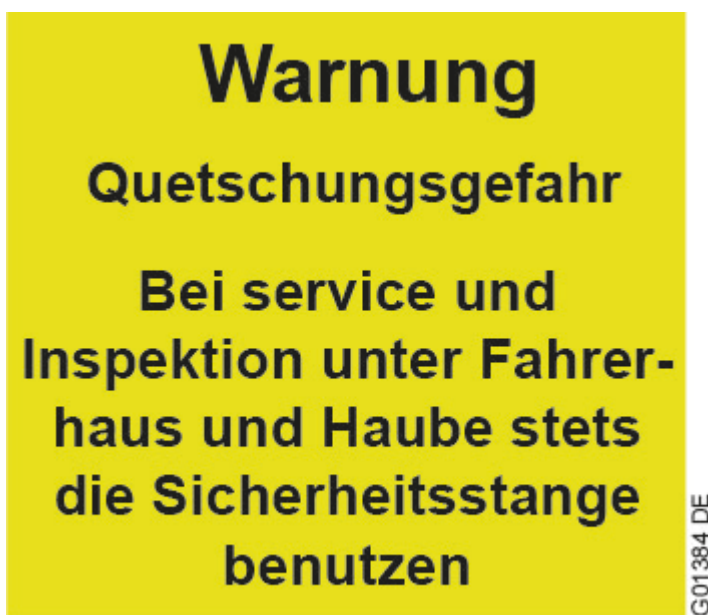 Warnung
Quetschungsgefahr
Bei service und
Inspektion unter Fahrer-
haus und Haube stets
die Sicherheitsstange
benutzen
G01384 DE